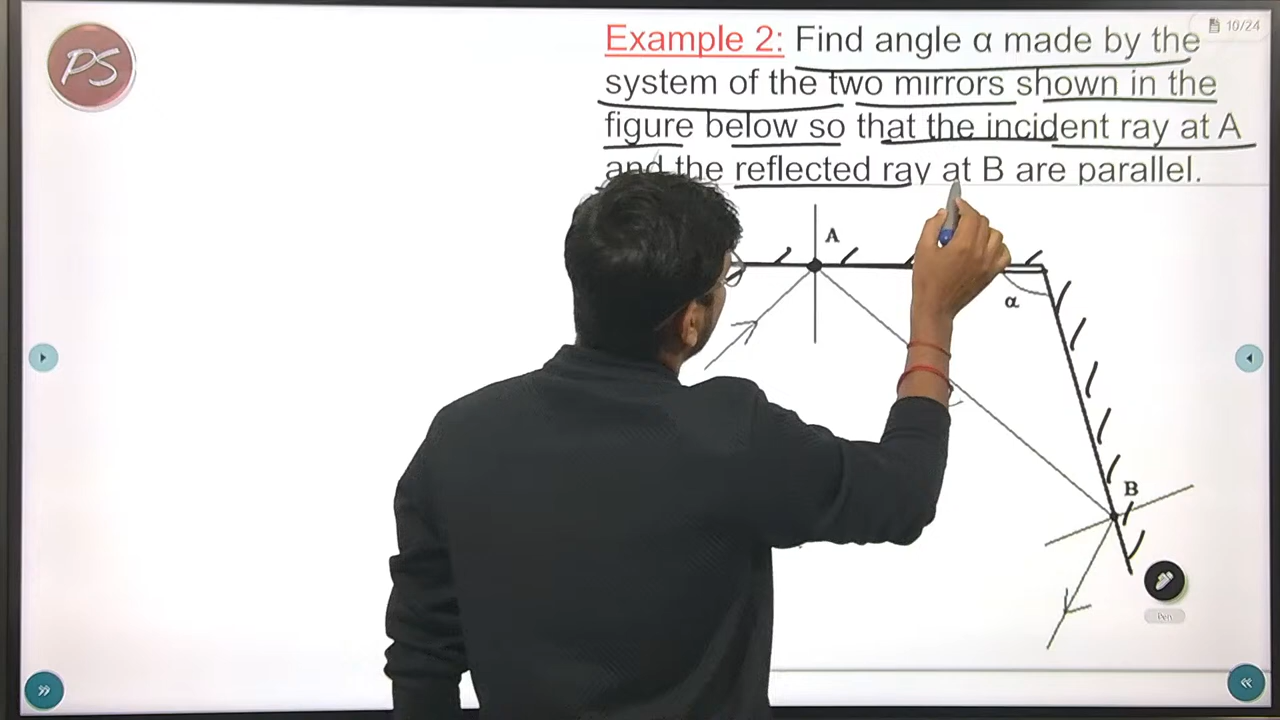 PS
10/24
Example 2: Find angle α made by the
system of the two mirrors shown in the
figure below so that the incident ray at A
and the reflected ray at B are parallel.
A
α
B
Pen